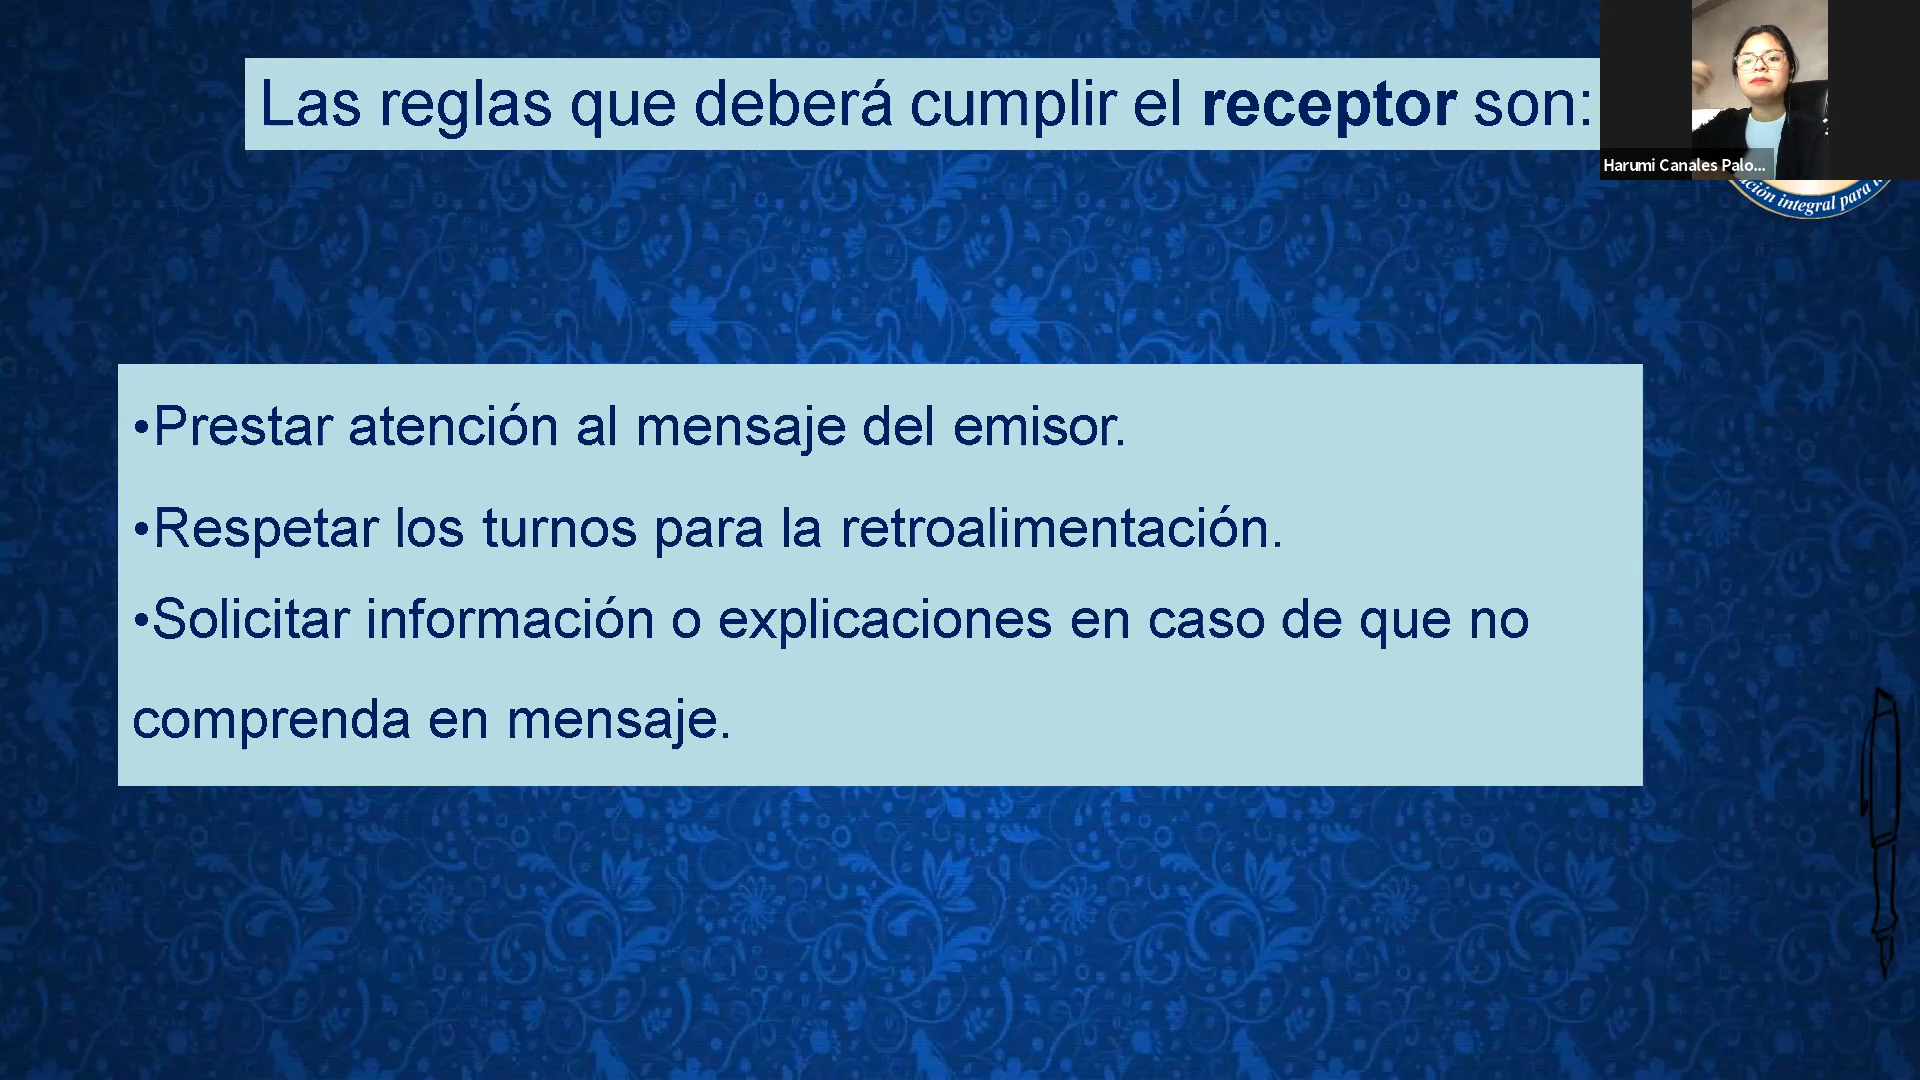 Las reglas que deberá cumplir el receptor son:
Harumi Canales Palo...
ción integral para l
•Prestar atención al mensaje del emisor.
•Respetar los turnos para la retroalimentación.
•Solicitar información o explicaciones en caso de que no
comprenda en mensaje.